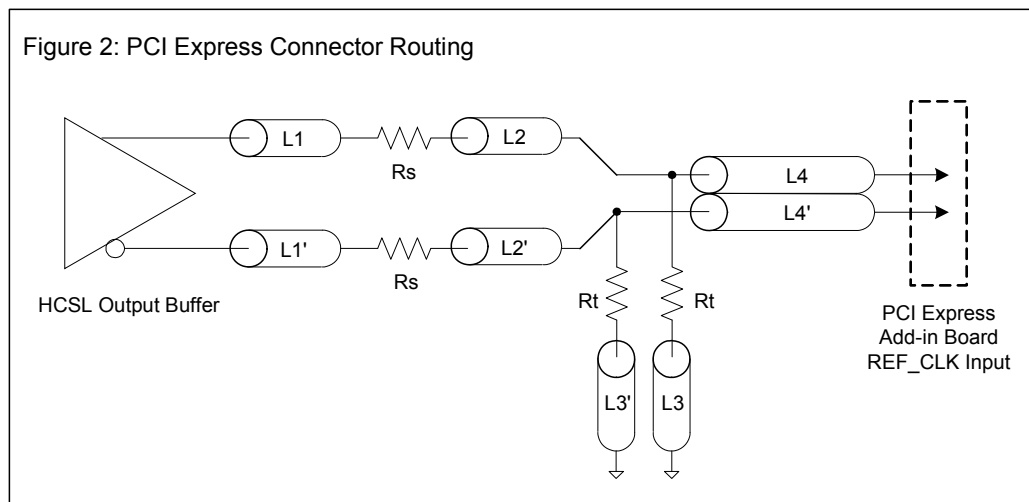 Figure 2: PCI Express Connector Routing
L1
Rs
L2
L4
L4'
L1'
Rs
L2'
HCSL Output Buffer
Rt
Rt
L3'
L3
PCI Express
Add-in Board
REF_CLK Input